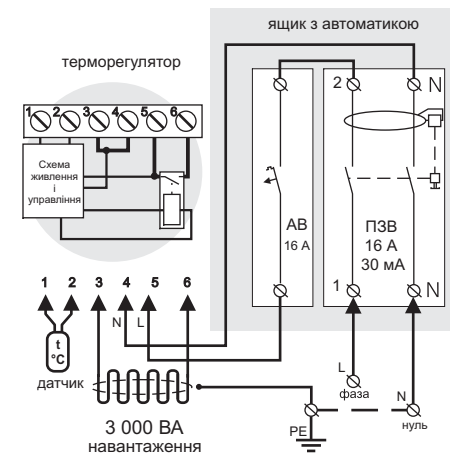 ящик з автоматикою
терморегулятор
1 2 3 4 5 6
Схема
живлення
і
управління
2 N
АВ
16 А
ПЗВ
16 А
30 мА
1 N
1 2 3 4 5 6
N L
t
°C
датчик
L
фаза
N
нуль
PE
3 000 ВА
навантаження